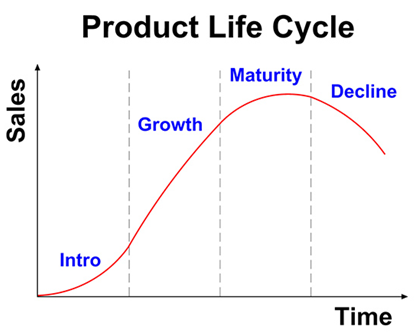 Product Life Cycle
Sales
Intro
Growth
Maturity
Decline
Time